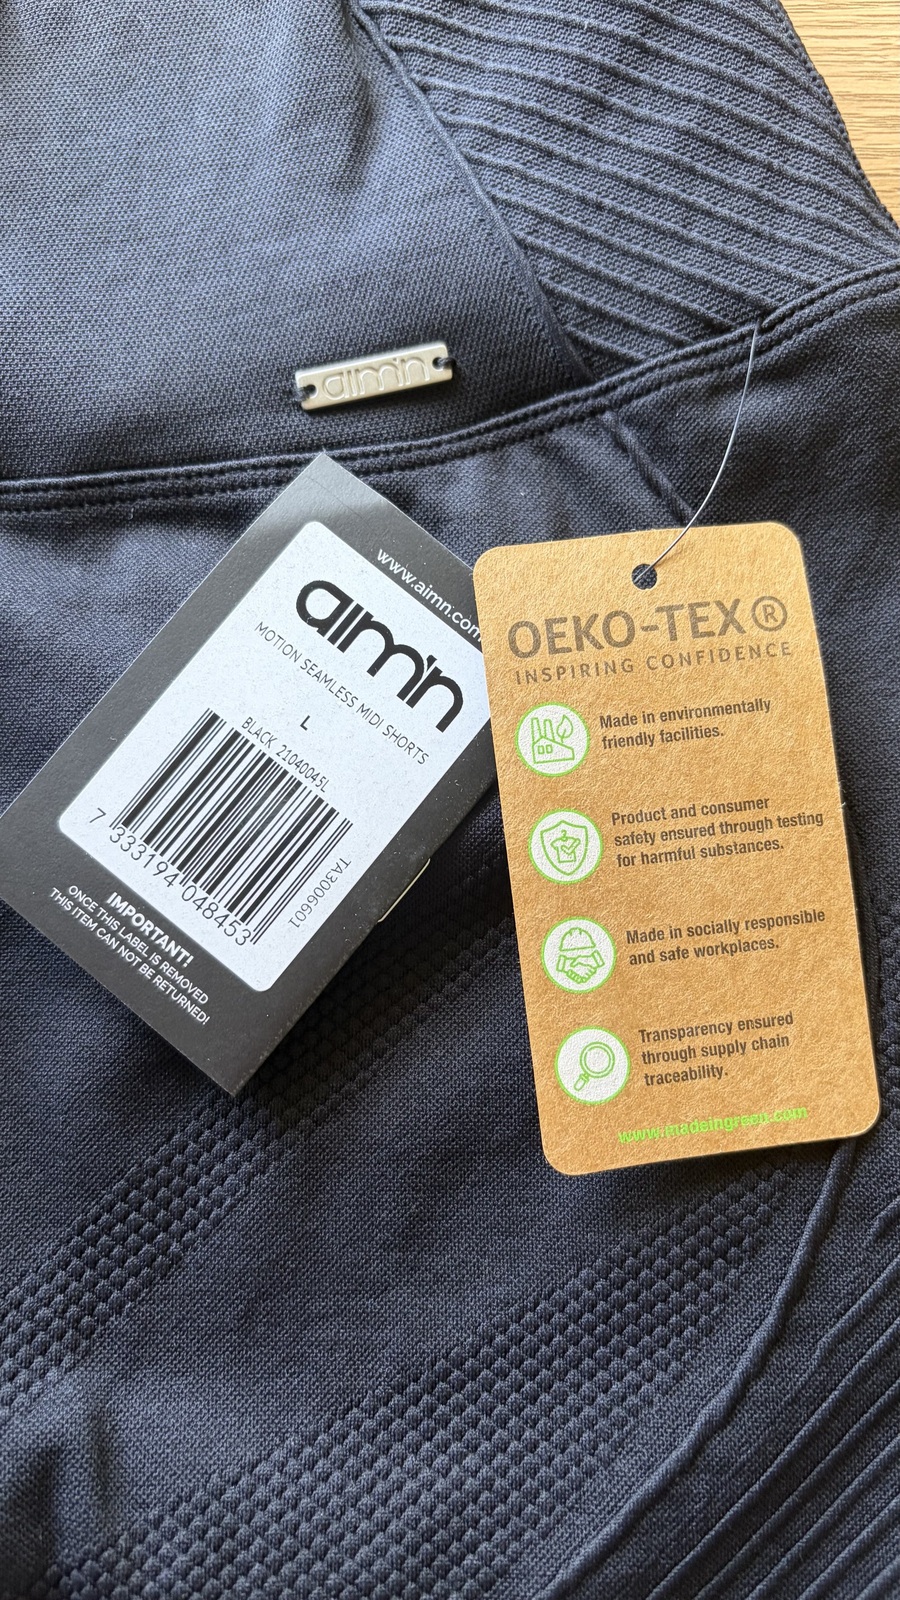 aim'n
www.aimn.com
aim'n
MOTION SEAMLESS MIDI SHORTS
L
BLACK 21040045L
7 333194 048453
TA3006601
IMPORTANT!
ONCE THIS LABEL IS REMOVED
THIS ITEM CAN NOT BE RETURNED!
OEKO-TEX®
INSPIRING CONFIDENCE
Made in environmentally
friendly facilities.
Product and consumer
safety ensured through testing
for harmful substances.
Made in socially responsible
and safe workplaces.
Transparency ensured
through supply chain
traceability.
www.madeingreen.com